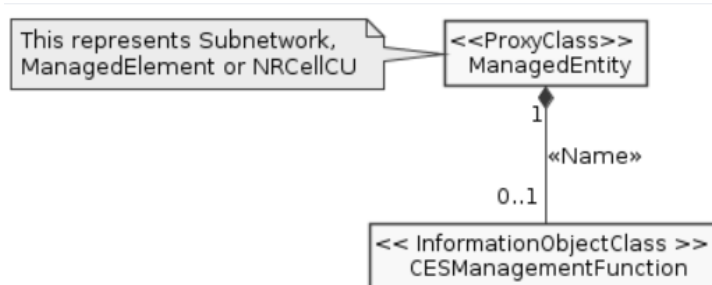 This represents Subnetwork,
ManagedElement or NRCellCU
<<ProxyClass>>
ManagedEntity
1
«Name»
0..1
<< InformationObjectClass >>
CESManagementFunction